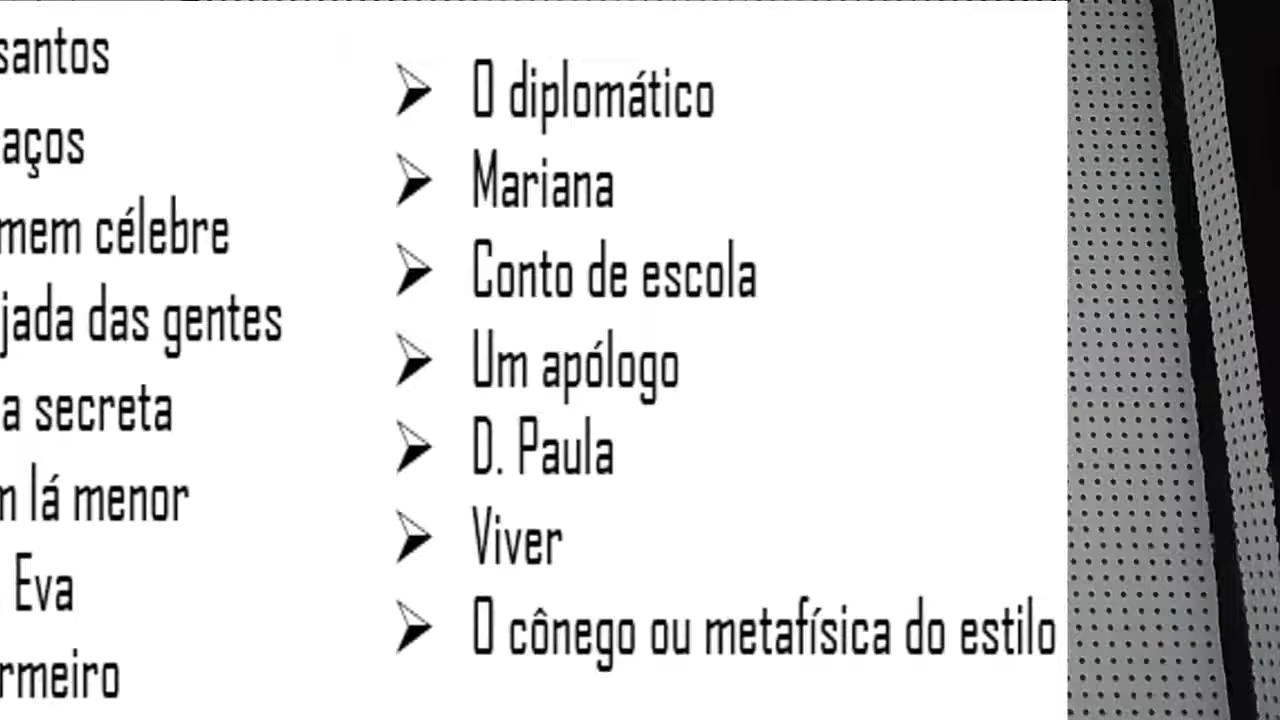 santos
aços
mem célebre
jada das gentes
a secreta
m lá menor
Eva
rmeiro
O diplomático
Mariana
Conto de escola
Um apólogo
D. Paula
Viver
O cônego ou metafísica do estilo